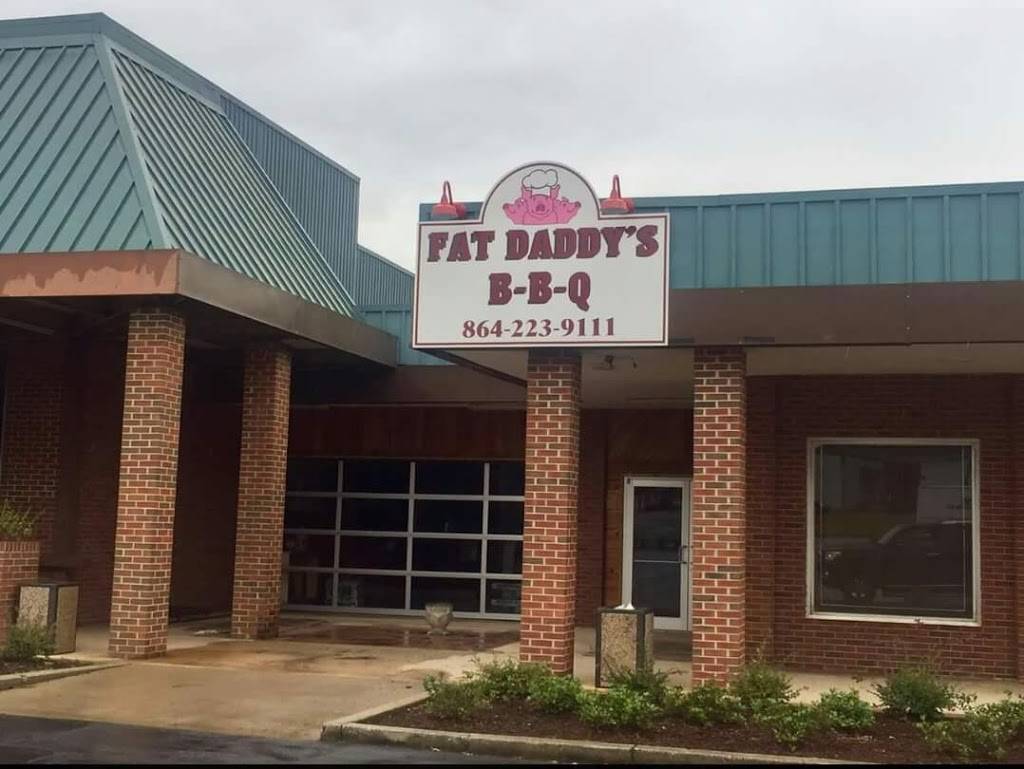 FAT DADDY'S
B-B-Q
864-223-9111